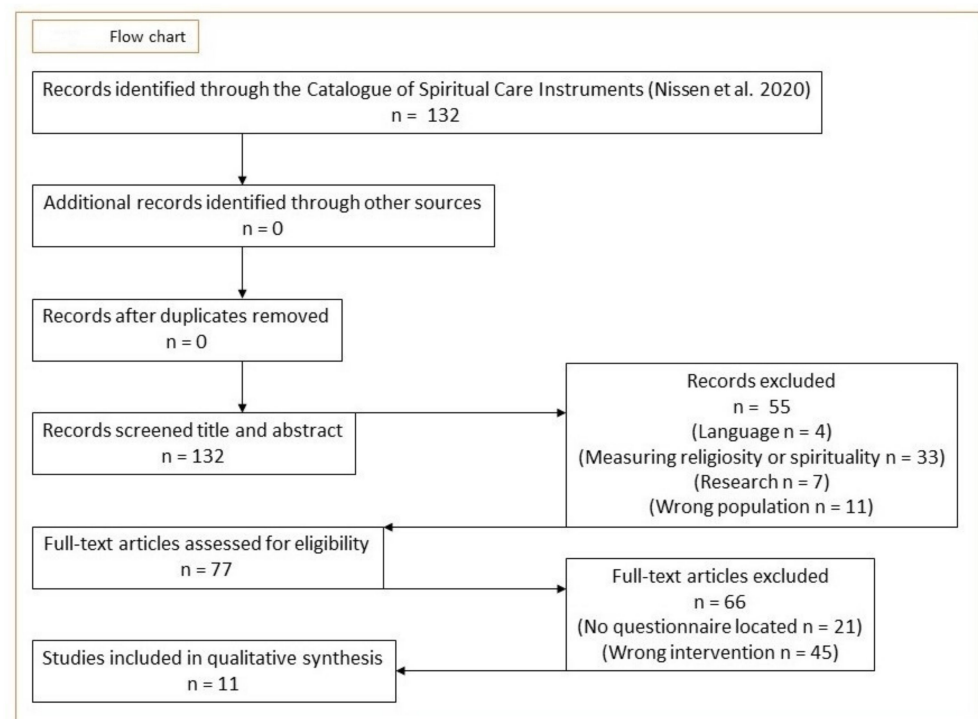 Flow chart
Records identified through the Catalogue of Spiritual Care Instruments (Nissen et al. 2020)
n = 132
Additional records identified through other sources
n = 0
Records after duplicates removed
n = 0
Records screened title and abstract
n = 132
Records excluded
n = 55
(Language n = 4)
(Measuring religiosity or spirituality n = 33)
(Research n = 7)
(Wrong population n = 11)
Full-text articles assessed for eligibility
n = 77
Full-text articles excluded
n = 66
(No questionnaire located n = 21)
(Wrong intervention n = 45)
Studies included in qualitative synthesis
n = 11